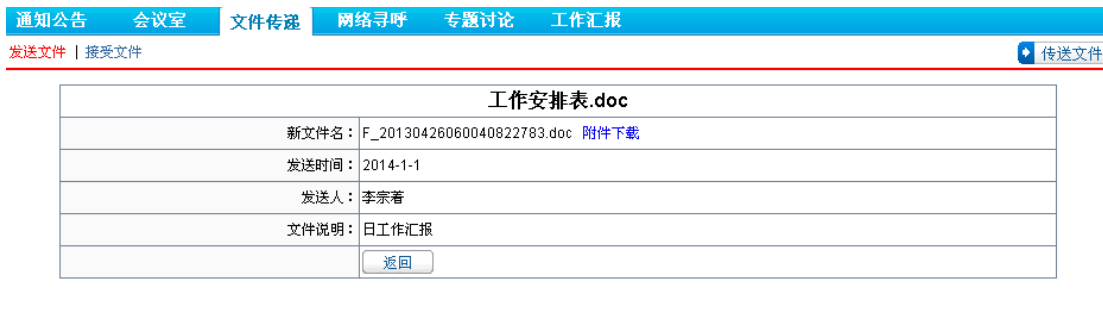 通知公告 会议室 文件传递 网络寻呼 专题讨论 工作汇报
发送文件 | 接受文件 传送文件
工作安排表.doc
新文件名： F_20130426060040822783.doc 附件下载
发送时间： 2014-1-1
发送人： 李宗著
文件说明： 日工作汇报
返回